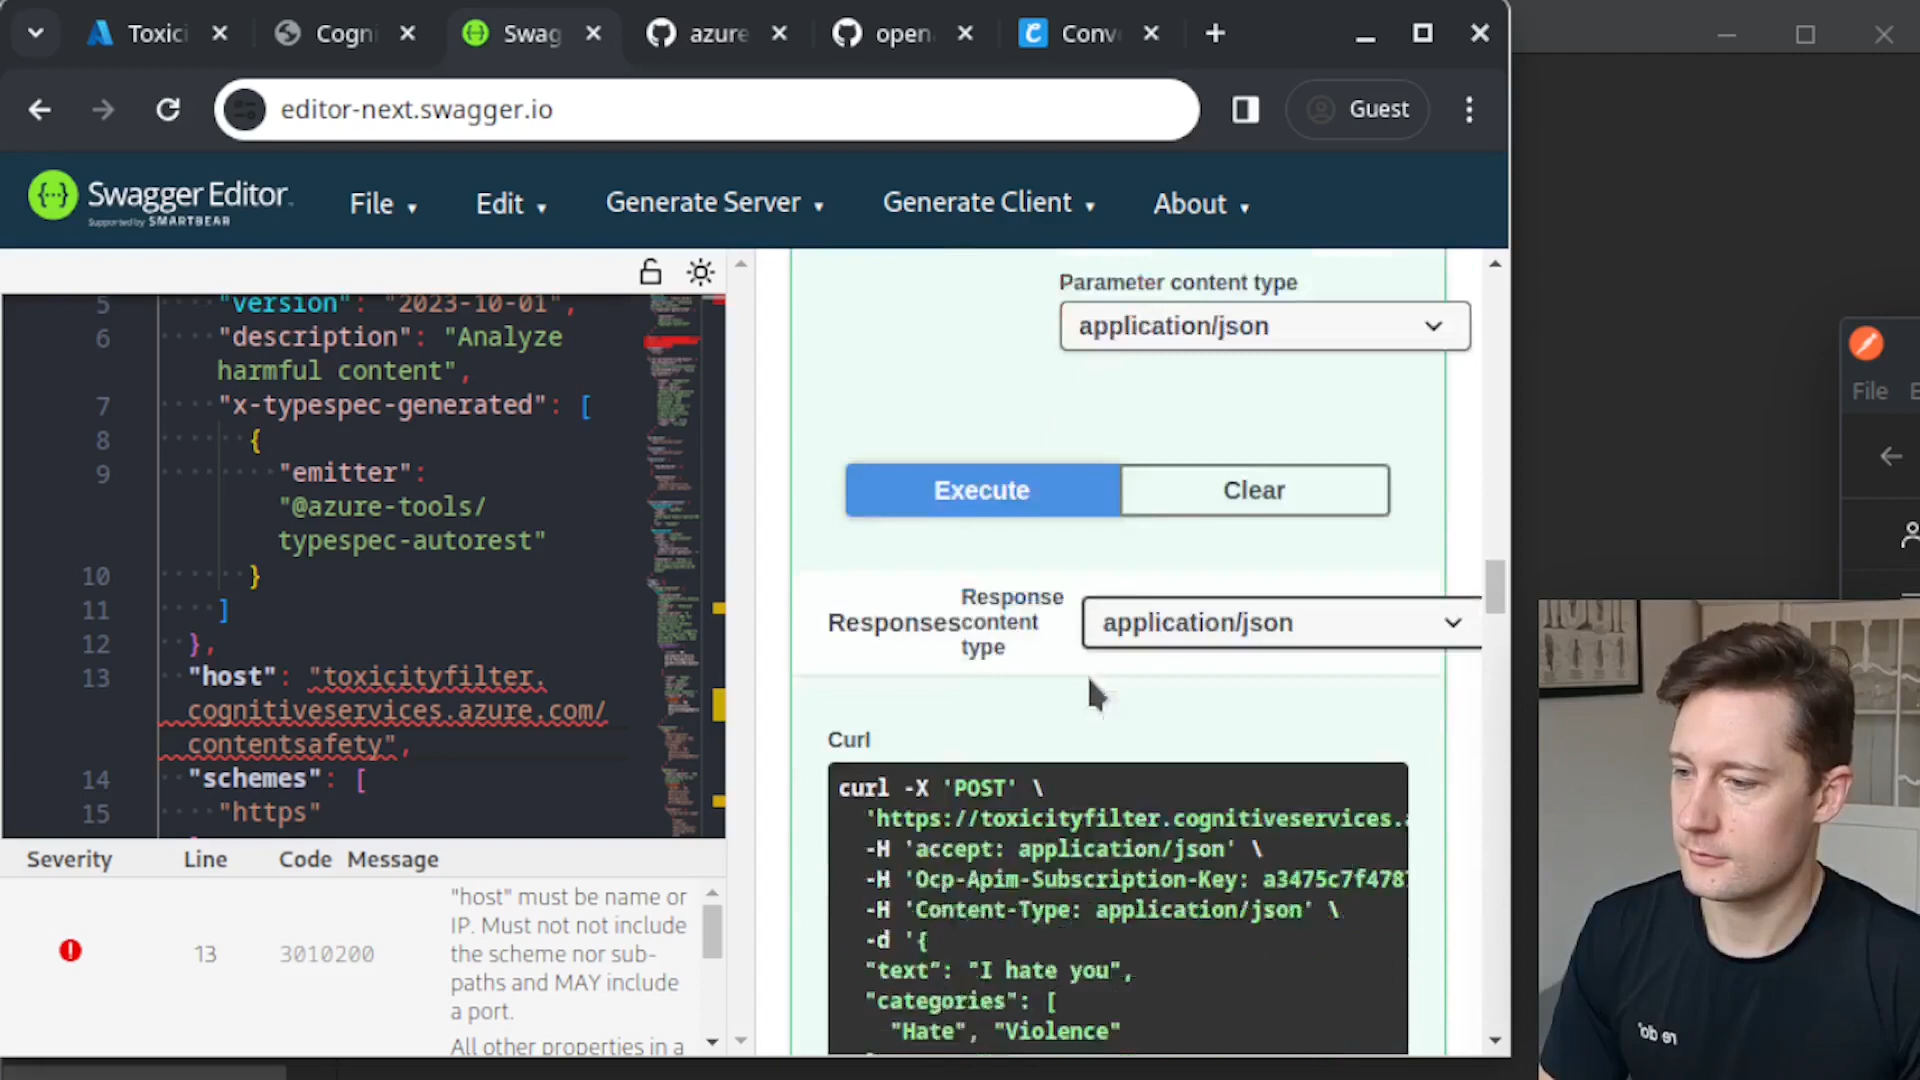 Toxici
Cogni
Swag
azure
open
Conv
editor-next.swagger.io
Guest
Swagger Editor
Supported by SMARTBEAR
File
Edit
Generate Server
Generate Client
About
5 "version": "2023-10-01",
6 "description": "Analyze
harmful content",
7 "x-typespec-generated": [
8 {
9 "emitter":
"@azure-tools/
typespec-autorest"
10 }
11 ]
12 },
13 "host": "toxicityfilter.
cognitiveservices.azure.com/
contentsafety",
14 "schemes": [
15 "https"
Severity Line Code Message
13 3010200 "host" must be name or
IP. Must not not include
the scheme nor sub-
paths and MAY include
a port.
All other properties in a
Parameter content type
application/json
Execute
Clear
Responses
Response
content
type
application/json
Curl
curl -X 'POST' \
'https://toxicityfilter.cognitiveservices.
-H 'accept: application/json' \
-H 'Ocp-Apim-Subscription-Key: a3475c7f478
-H 'Content-Type: application/json' \
-d '{
"text": "I hate you",
"categories": [
"Hate", "Violence"
File